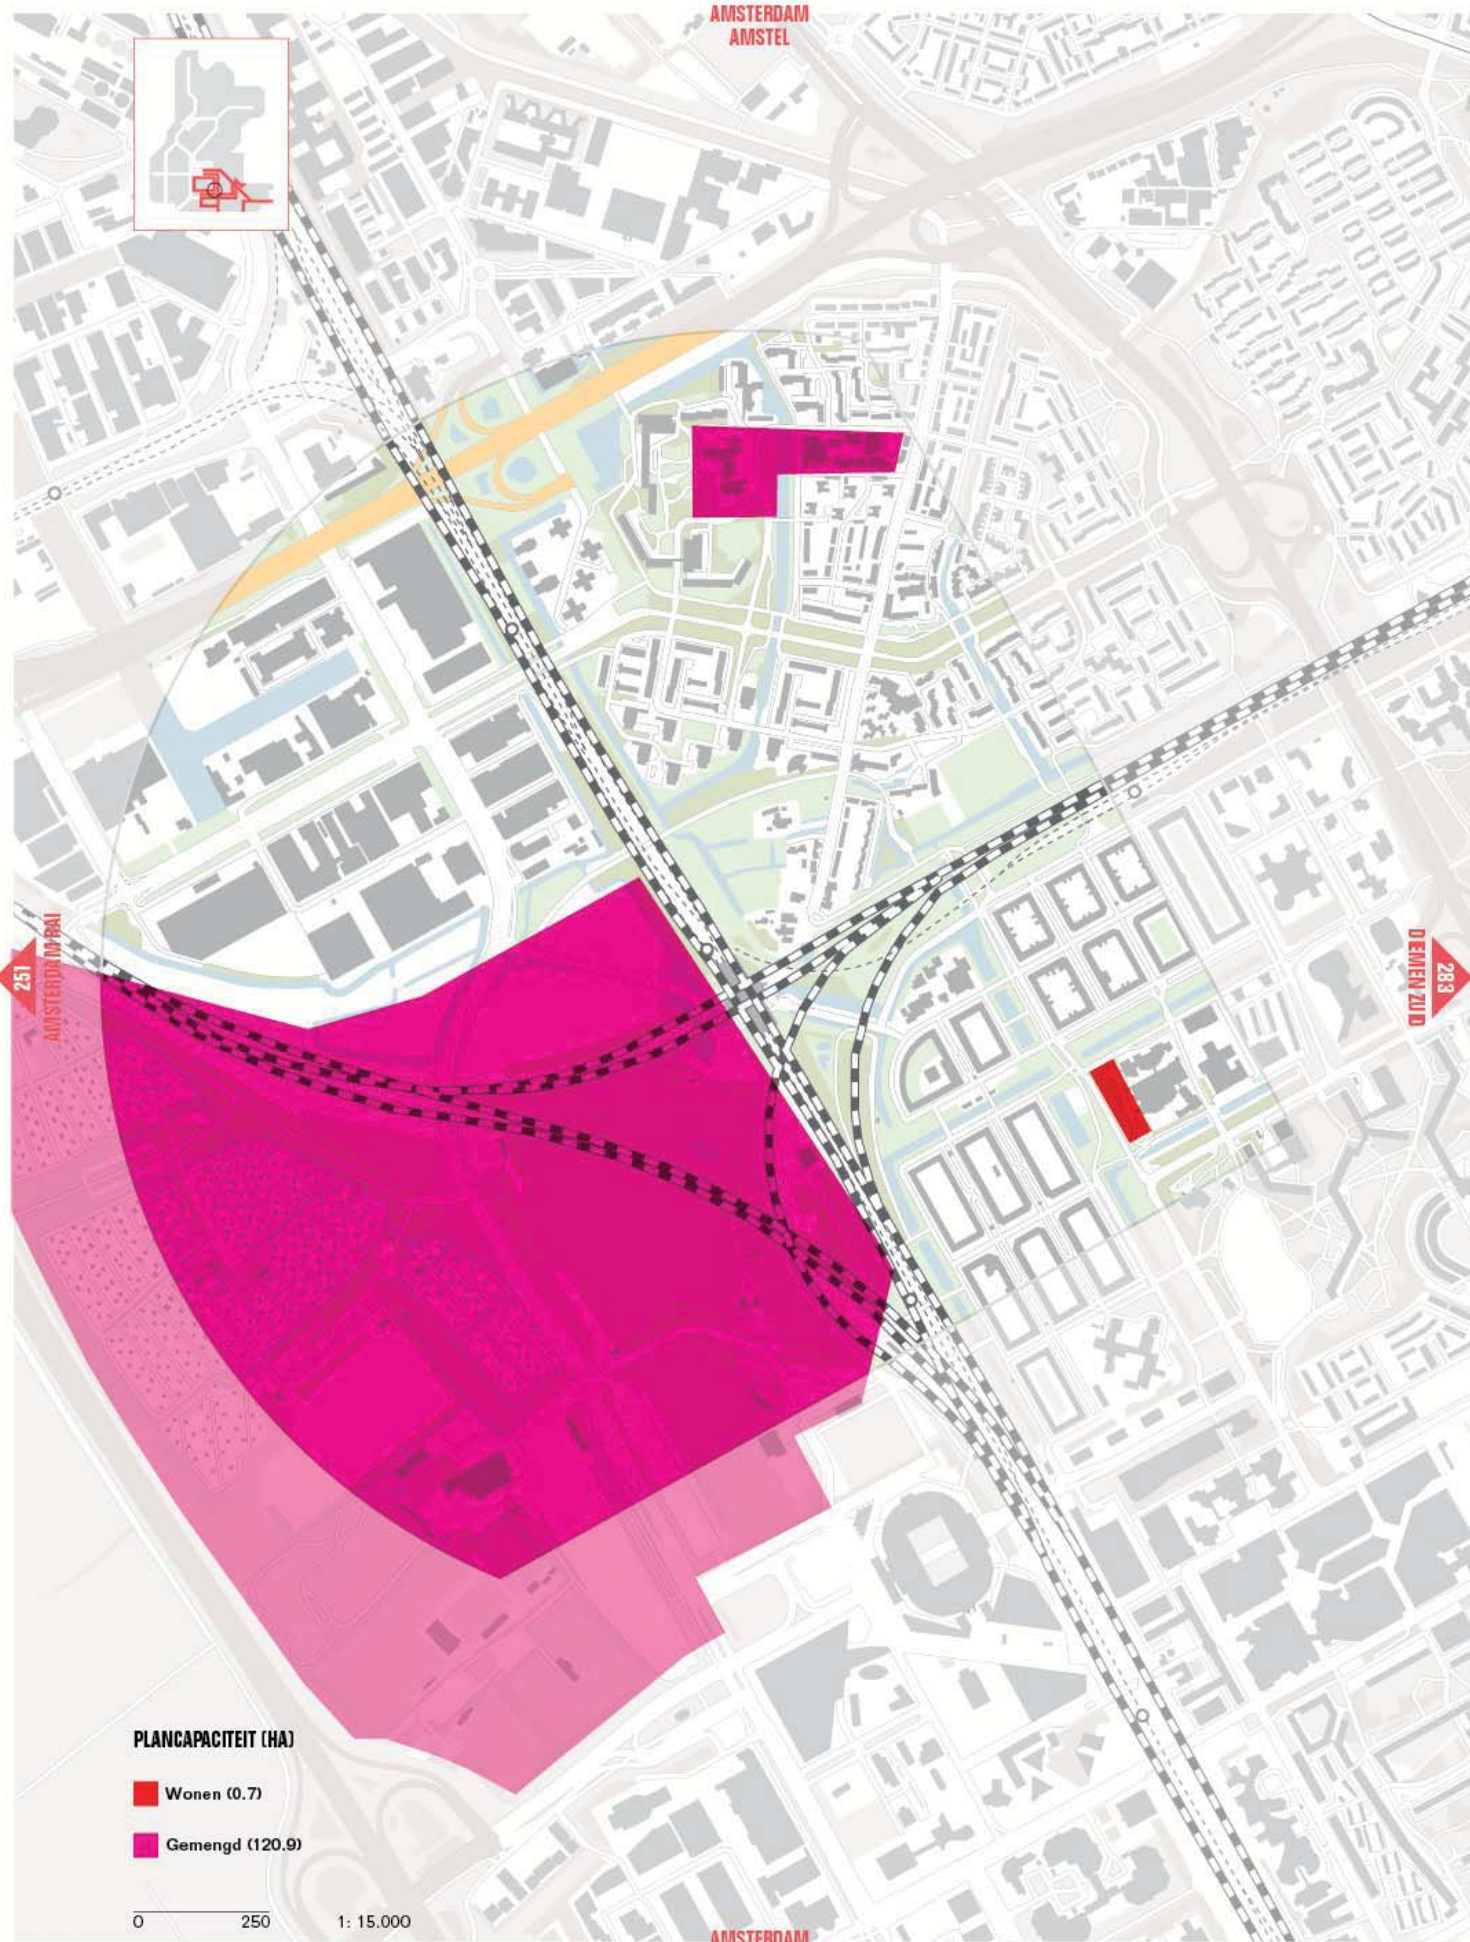 AMSTERDAM
AMSTEL
251
AMSTERDAM RAI
DIEMEN ZUID
283
PLANCAPACITEIT (HA)
Wonen (0.7)
Gemengd (120.9)
0 250 1: 15.000
AMSTERDAM